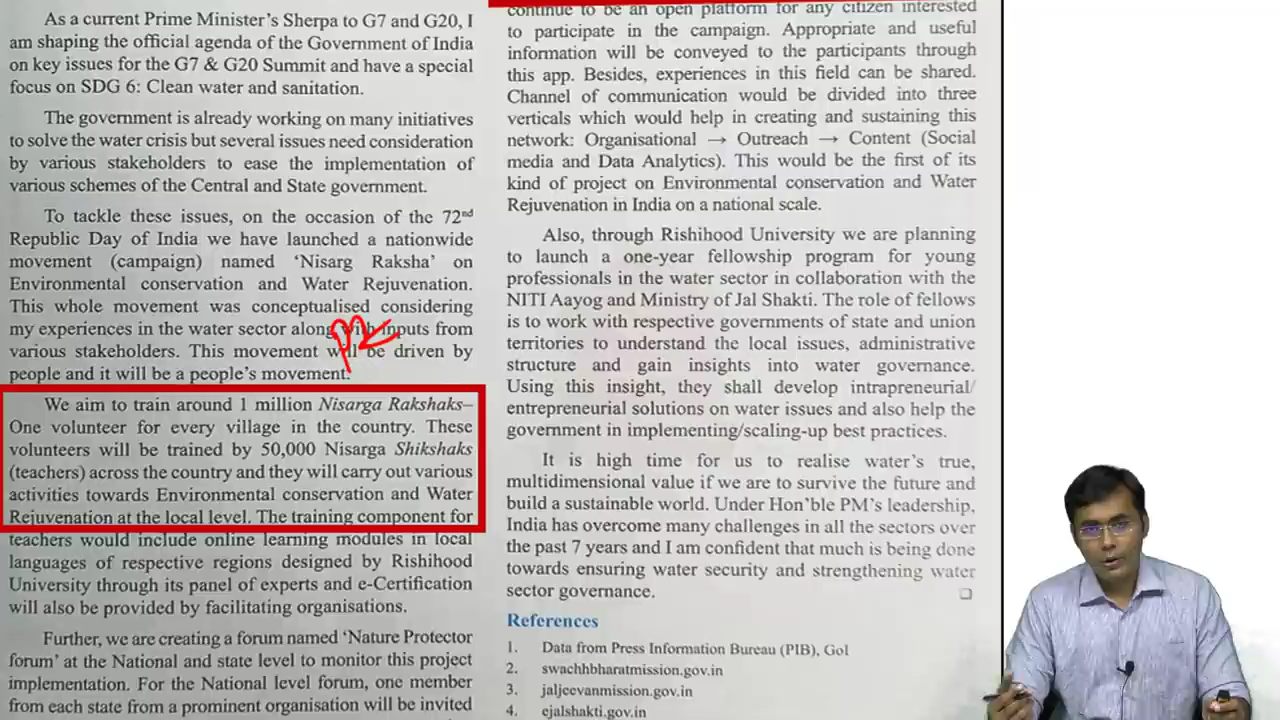 As a current Prime Minister's Sherpa to G7 and G20, I
am shaping the official agenda of the Government of India
on key issues for the G7 & G20 Summit and have a special
focus on SDG 6: Clean water and sanitation.
The government is already working on many initiatives
to solve the water crisis but several issues need consideration
by various stakeholders to ease the implementation of
various schemes of the Central and State government.
To tackle these issues, on the occasion of the 72nd
Republic Day of India we have launched a nationwide
movement (campaign) named 'Nisarg Raksha' on
Environmental conservation and Water Rejuvenation.
This whole movement was conceptualised considering
my experiences in the water sector along with inputs from
various stakeholders. This movement will be driven by
people and it will be a people's movement.
We aim to train around 1 million Nisarga Rakshaks–
One volunteer for every village in the country. These
volunteers will be trained by 50,000 Nisarga Shikshaks
(teachers) across the country and they will carry out various
activities towards Environmental conservation and Water
Rejuvenation at the local level. The training component for
teachers would include online learning modules in local
languages of respective regions designed by Rishihood
University through its panel of experts and e-Certification
will also be provided by facilitating organisations.
Further, we are creating a forum named 'Nature Protector
forum' at the National and state level to monitor this project
implementation. For the National level forum, one member
from each state from a prominent organisation will be invited
continue to be an open platform for any citizen interested
to participate in the campaign. Appropriate and useful
information will be conveyed to the participants through
this app. Besides, experiences in this field can be shared.
Channel of communication would be divided into three
verticals which would help in creating and sustaining this
network: Organisational → Outreach → Content (Social
media and Data Analytics). This would be the first of its
kind of project on Environmental conservation and Water
Rejuvenation in India on a national scale.
Also, through Rishihood University we are planning
to launch a one-year fellowship program for young
professionals in the water sector in collaboration with the
NITI Aayog and Ministry of Jal Shakti. The role of fellows
is to work with respective governments of state and union
territories to understand the local issues, administrative
structure and gain insights into water governance.
Using this insight, they shall develop intrapreneurial/
entrepreneurial solutions on water issues and also help the
government in implementing/scaling-up best practices.
It is high time for us to realise water's true,
multidimensional value if we are to survive the future and
build a sustainable world. Under Hon'ble PM's leadership,
India has overcome many challenges in all the sectors over
the past 7 years and I am confident that much is being done
towards ensuring water security and strengthening water
sector governance.
References
1. Data from Press Information Bureau (PIB), GoI
2. swachhbharatmission.gov.in
3. jaljeevanmission.gov.in
4. ejalshakti.gov.in